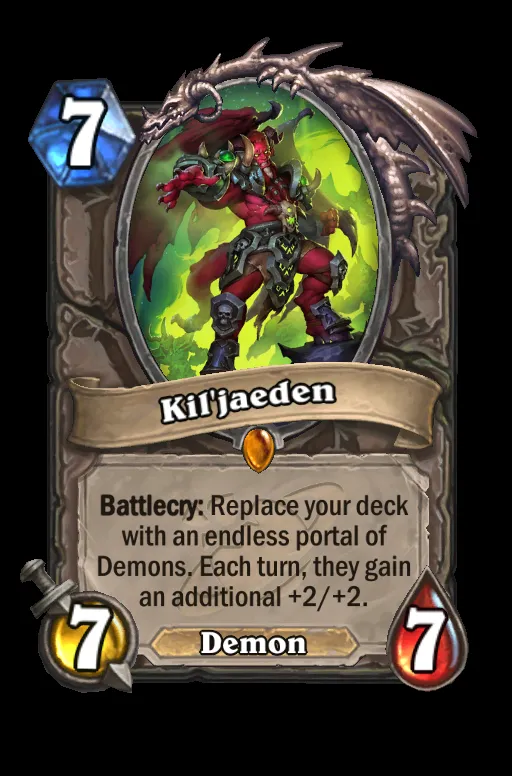 7
Kil'jaeden
Battlecry: Replace your deck
with an endless portal of
Demons. Each turn, they gain
an additional +2/+2.
7
Demon
7